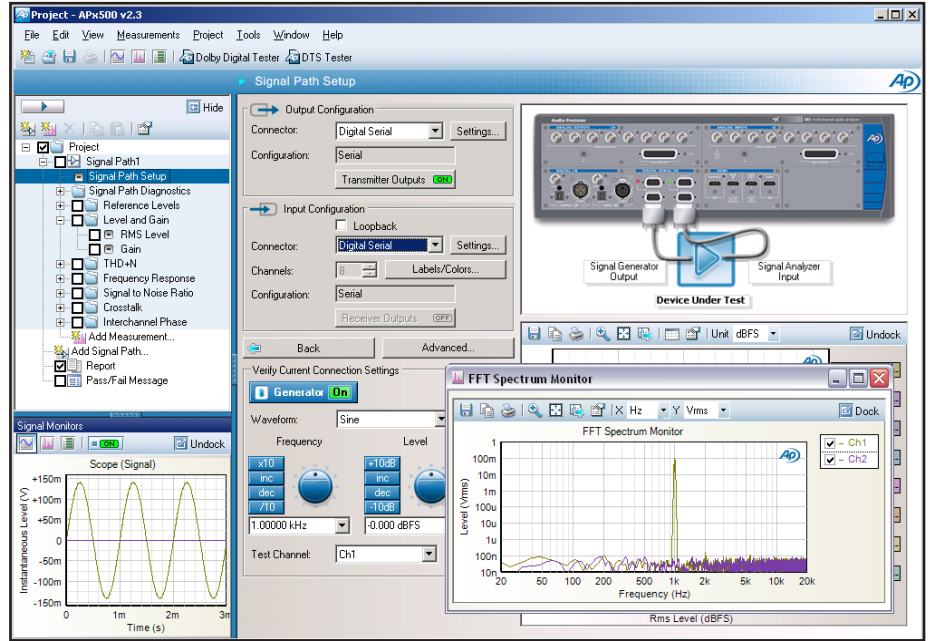 Project - APx500 v2.3
File Edit View Measurements Project Tools Window Help
Dolby Digital Tester DTS Tester
Signal Path Setup
Hide
Project
Signal Path1
Signal Path Setup
Signal Path Diagnostics
Reference Levels
Level and Gain
RMS Level
Gain
THD+N
Frequency Response
Signal to Noise Ratio
Crosstalk
Interchannel Phase
Add Measurement...
Add Signal Path...
Report
Pass/Fail Message
Signal Monitors
ON
Undock
Scope (Signal)
+150m
+100m
+50m
0
-50m
-100m
-150m
0 1m 2m 3m
Instantaneous Level (V)
Time (s)
Output Configuration
Connector: Digital Serial Settings...
Configuration: Serial
Transmitter Outputs ON
Input Configuration
Loopback
Connector: Digital Serial Settings...
Channels: 8 Labels/Colors...
Configuration: Serial
Receiver Outputs OFF
Back Advanced...
Verify Current Connection Settings
Generator On
Waveform: Sine
Frequency Level
x10 +10dB
inc inc
dec dec
/10 -10dB
1.00000 kHz -0.000 dBFS
Test Channel: Ch1
AP
Audio Precision
Signal Generator Output
Signal Analyzer Input
Device Under Test
Unit dBFS Undock
FFT Spectrum Monitor
X Hz Y Vrms Dock
FFT Spectrum Monitor
AP
Ch1
Ch2
1
100m
10m
1m
100u
10u
1u
100n
10n
20 50 100 200 500 1k 2k 5k 10k 20k
Level (Vrms)
Frequency (Hz)
Rms Level (dBFS)